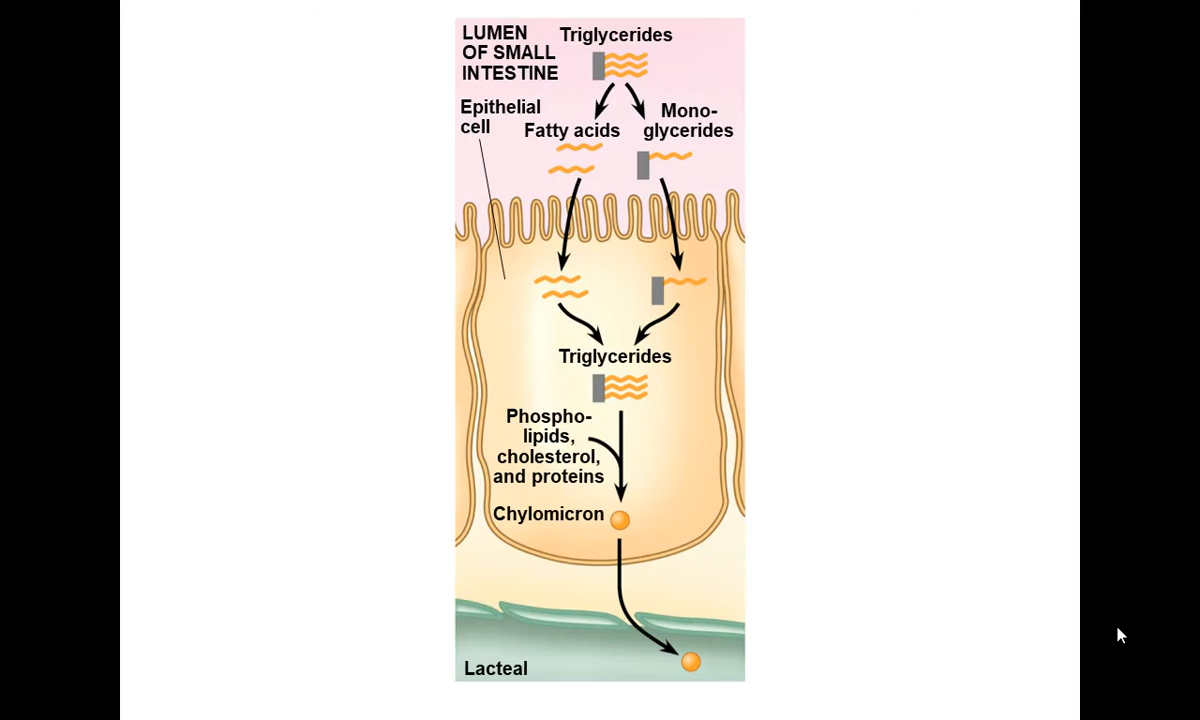 LUMEN
OF SMALL
INTESTINE
Triglycerides
Epithelial
cell
Fatty acids
Mono-
glycerides
Triglycerides
Phospho-
lipids,
cholesterol,
and proteins
Chylomicron
Lacteal